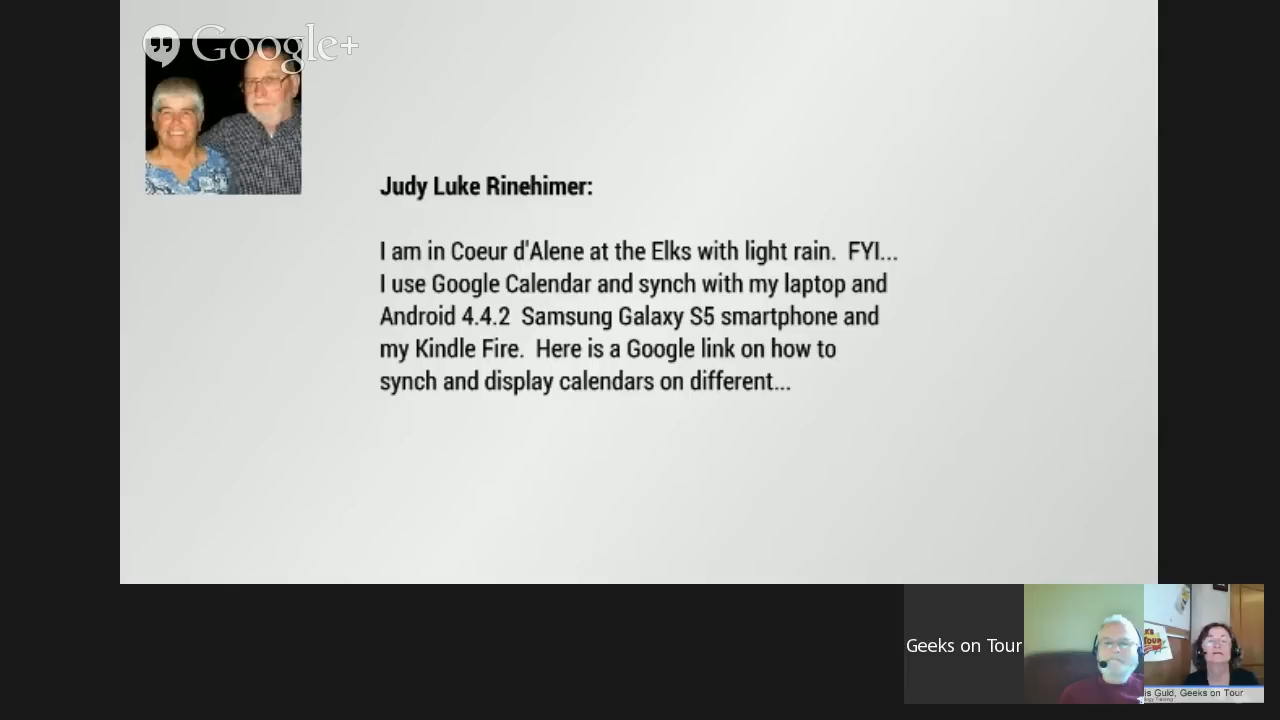 Google+
Judy Luke Rinehimer:
I am in Coeur d'Alene at the Elks with light rain.  FYI...
I use Google Calendar and synch with my laptop and
Android 4.4.2  Samsung Galaxy S5 smartphone and
my Kindle Fire.  Here is a Google link on how to
synch and display calendars on different...
Geeks on Tour
is Guld, Geeks on Tour